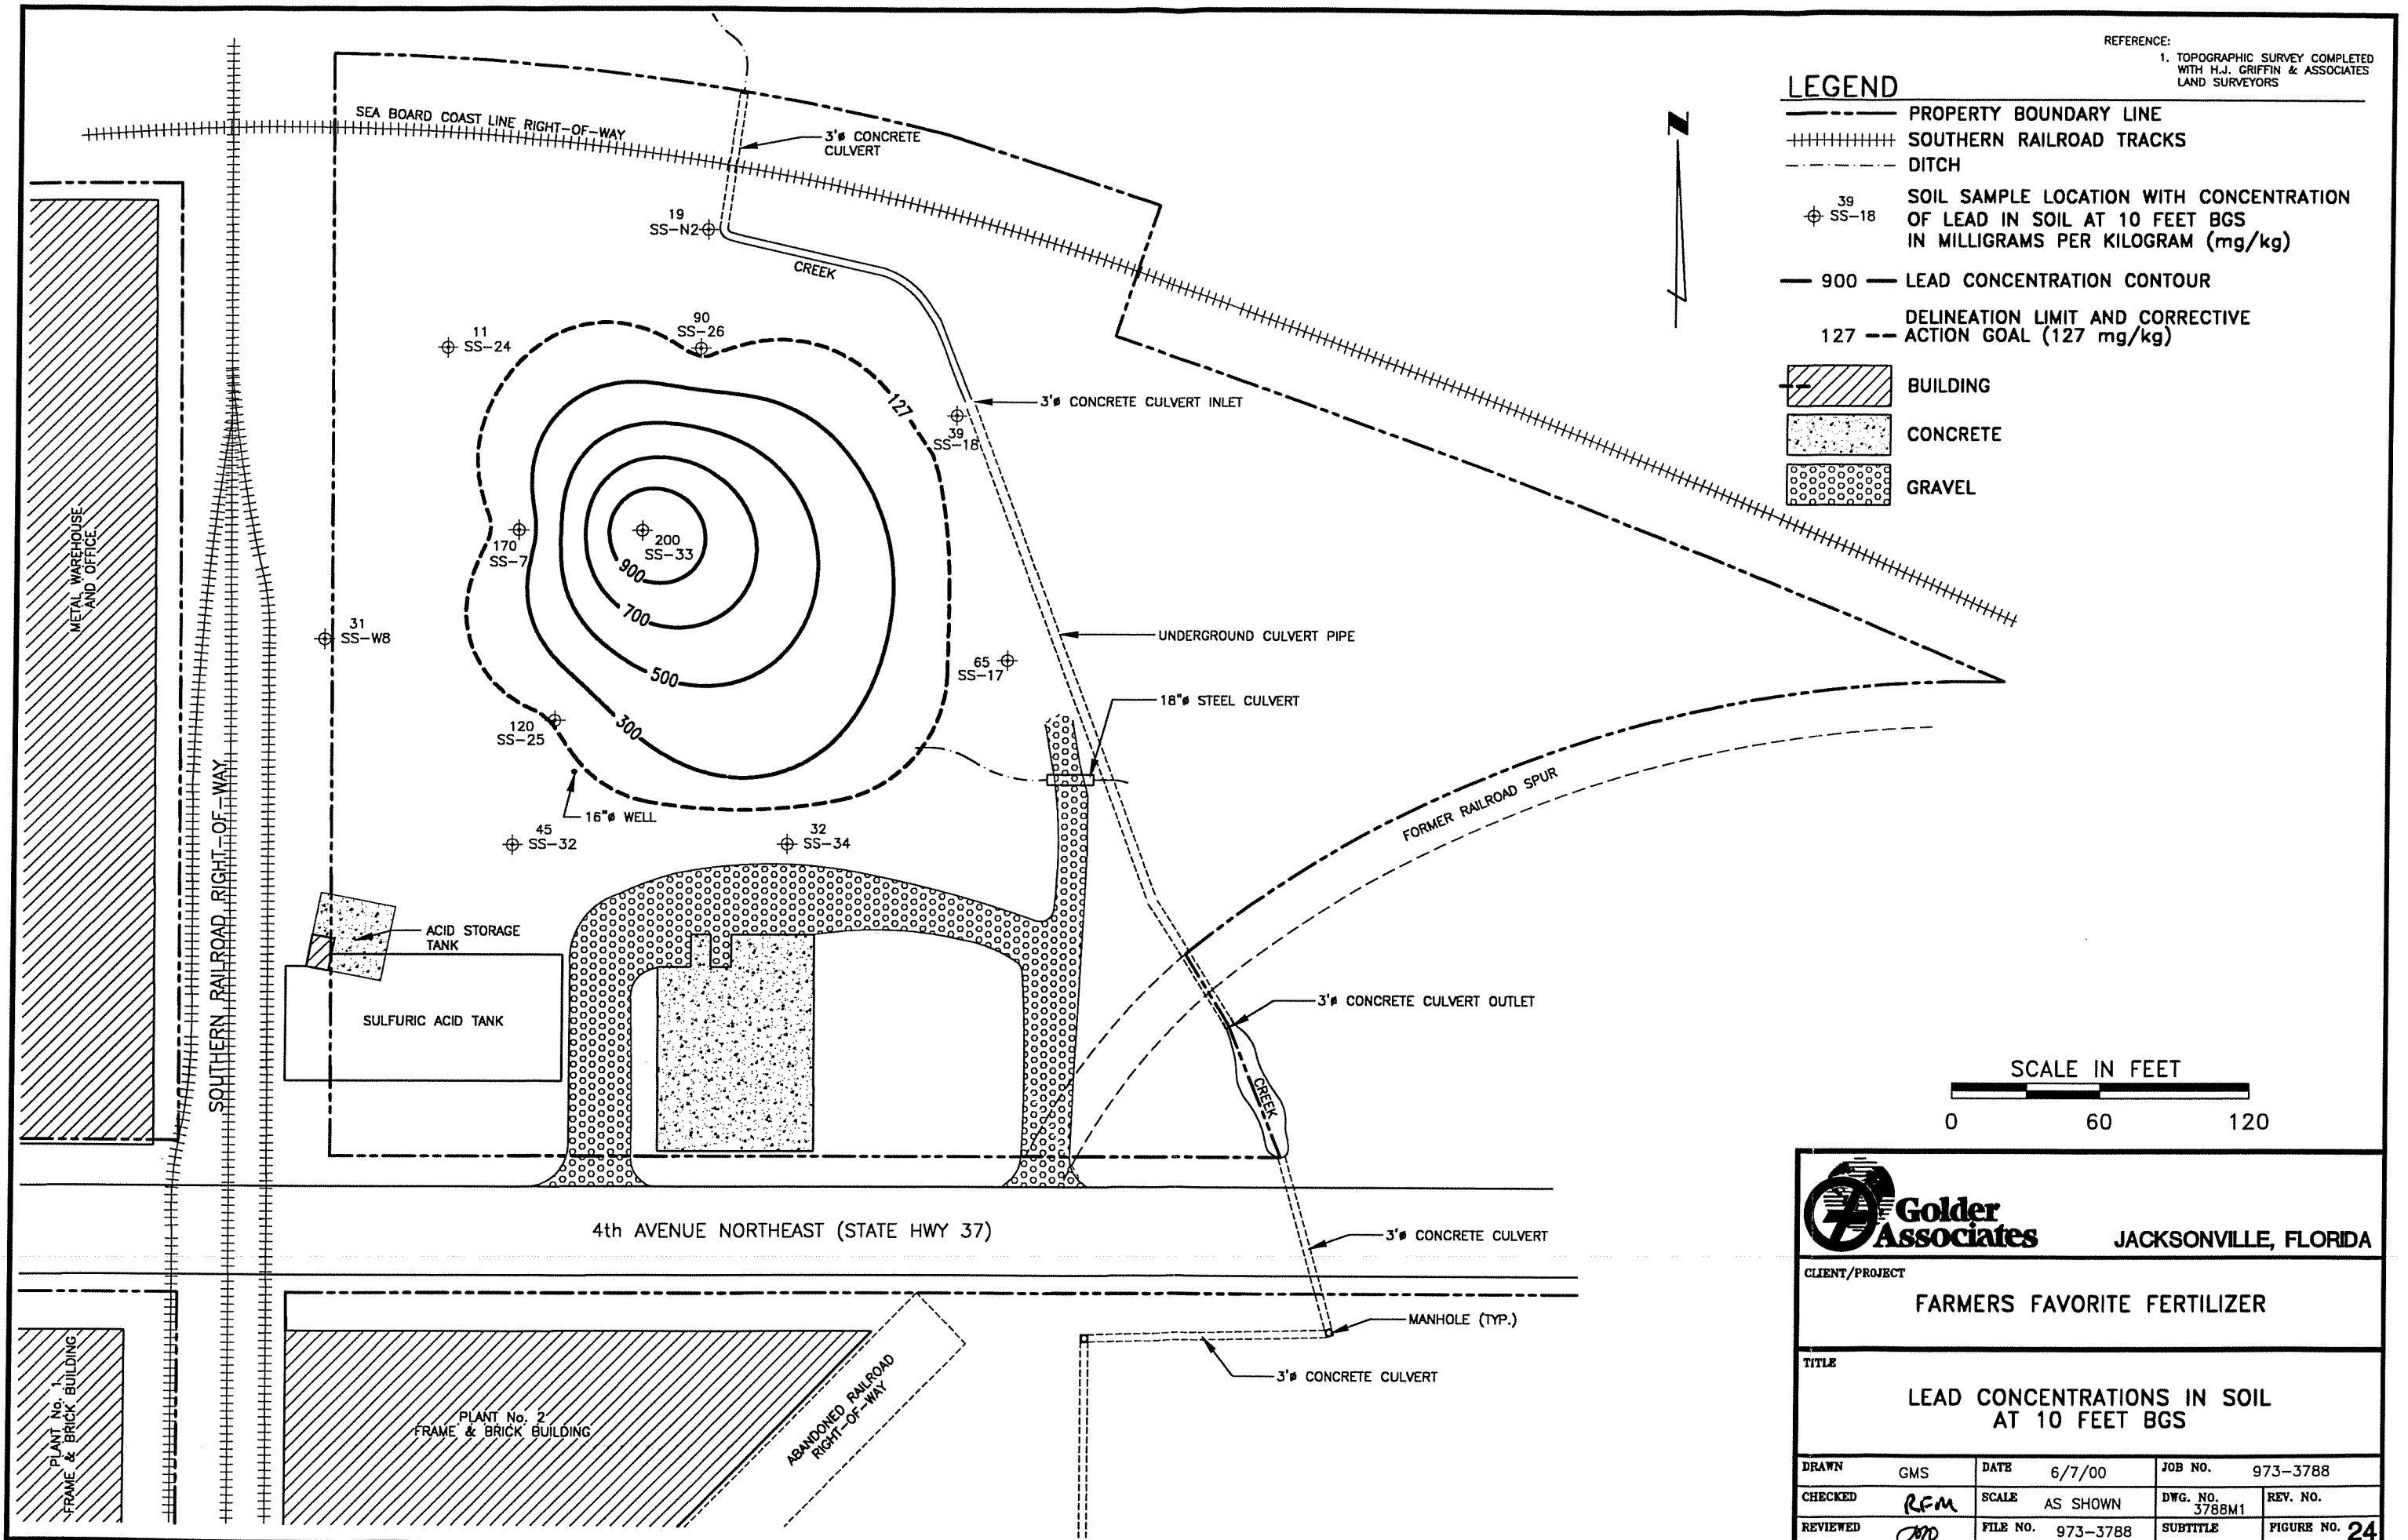 REFERENCE:
1. TOPOGRAPHIC SURVEY COMPLETED
WITH H.J. GRIFFIN & ASSOCIATES
LAND SURVEYORS
LEGEND
PROPERTY BOUNDARY LINE
SOUTHERN RAILROAD TRACKS
DITCH
39
SS-18
SOIL SAMPLE LOCATION WITH CONCENTRATION
OF LEAD IN SOIL AT 10 FEET BGS
IN MILLIGRAMS PER KILOGRAM (mg/kg)
900
LEAD CONCENTRATION CONTOUR
127
DELINEATION LIMIT AND CORRECTIVE
ACTION GOAL (127 mg/kg)
BUILDING
CONCRETE
GRAVEL
N
SEA BOARD COAST LINE RIGHT-OF-WAY
3'ø CONCRETE
CULVERT
19
SS-N2
CREEK
11
SS-24
90
SS-26
127
3'ø CONCRETE CULVERT INLET
39
SS-18
170
SS-7
200
SS-33
900
700
500
300
METAL WAREHOUSE
AND OFFICE
31
SS-W8
UNDERGROUND CULVERT PIPE
65
SS-17
18"ø STEEL CULVERT
120
SS-25
16"ø WELL
45
SS-32
32
SS-34
FORMER RAILROAD SPUR
SOUTHERN RAILROAD RIGHT-OF-WAY
ACID STORAGE
TANK
SULFURIC ACID TANK
3'ø CONCRETE CULVERT OUTLET
CREEK
SCALE IN FEET
0 60 120
4th AVENUE NORTHEAST (STATE HWY 37)
3'ø CONCRETE CULVERT
MANHOLE (TYP.)
3'ø CONCRETE CULVERT
PLANT No. 1
FRAME & BRICK BUILDING
PLANT No. 2
FRAME & BRICK BUILDING
ABANDONED RAILROAD
RIGHT-OF-WAY
Golder
Associates
JACKSONVILLE, FLORIDA
CLIENT/PROJECT
FARMERS FAVORITE FERTILIZER
TITLE
LEAD CONCENTRATIONS IN SOIL
AT 10 FEET BGS
DRAWN GMS DATE 6/7/00 JOB NO. 973-3788
CHECKED RFM SCALE AS SHOWN DWG. NO. 3788M1 REV. NO.
REVIEWED FILE NO. 973-3788 SUBTITLE FIGURE NO. 24